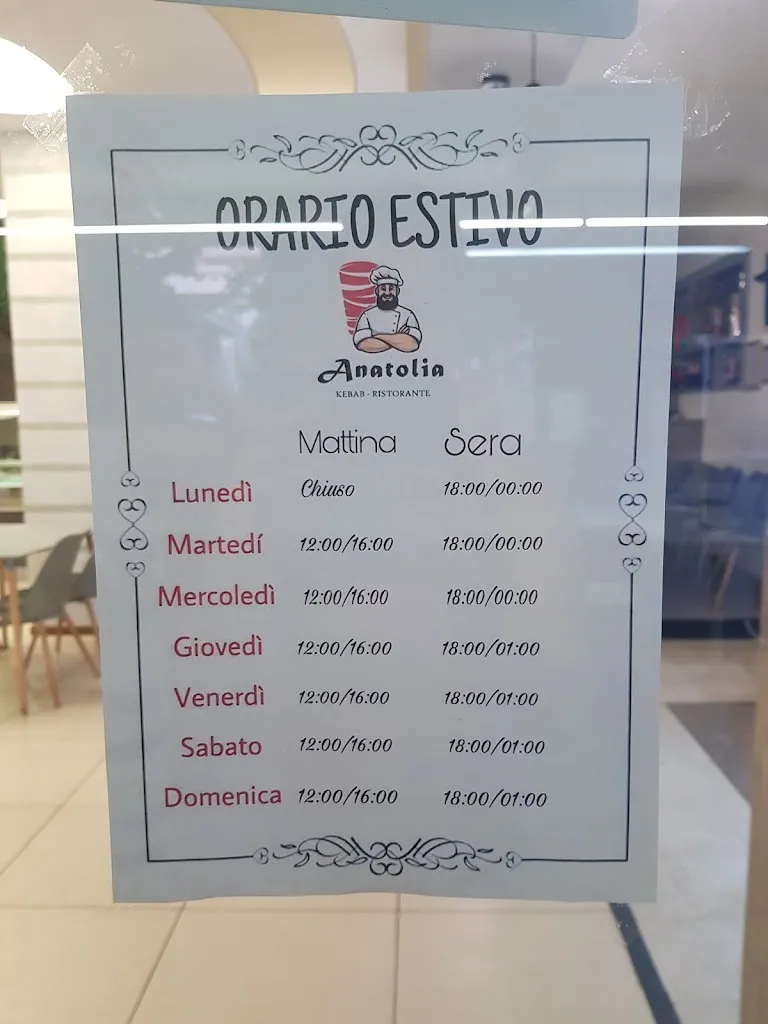 ORARIO ESTIVO
Anatolia
KEBAB - RISTORANTE
Mattina Sera
Lunedì Chiuso 18:00/00:00
Martedí 12:00/16:00 18:00/00:00
Mercoledì 12:00/16:00 18:00/00:00
Giovedì 12:00/16:00 18:00/01:00
Venerdì 12:00/16:00 18:00/01:00
Sabato 12:00/16:00 18:00/01:00
Domenica 12:00/16:00 18:00/01:00